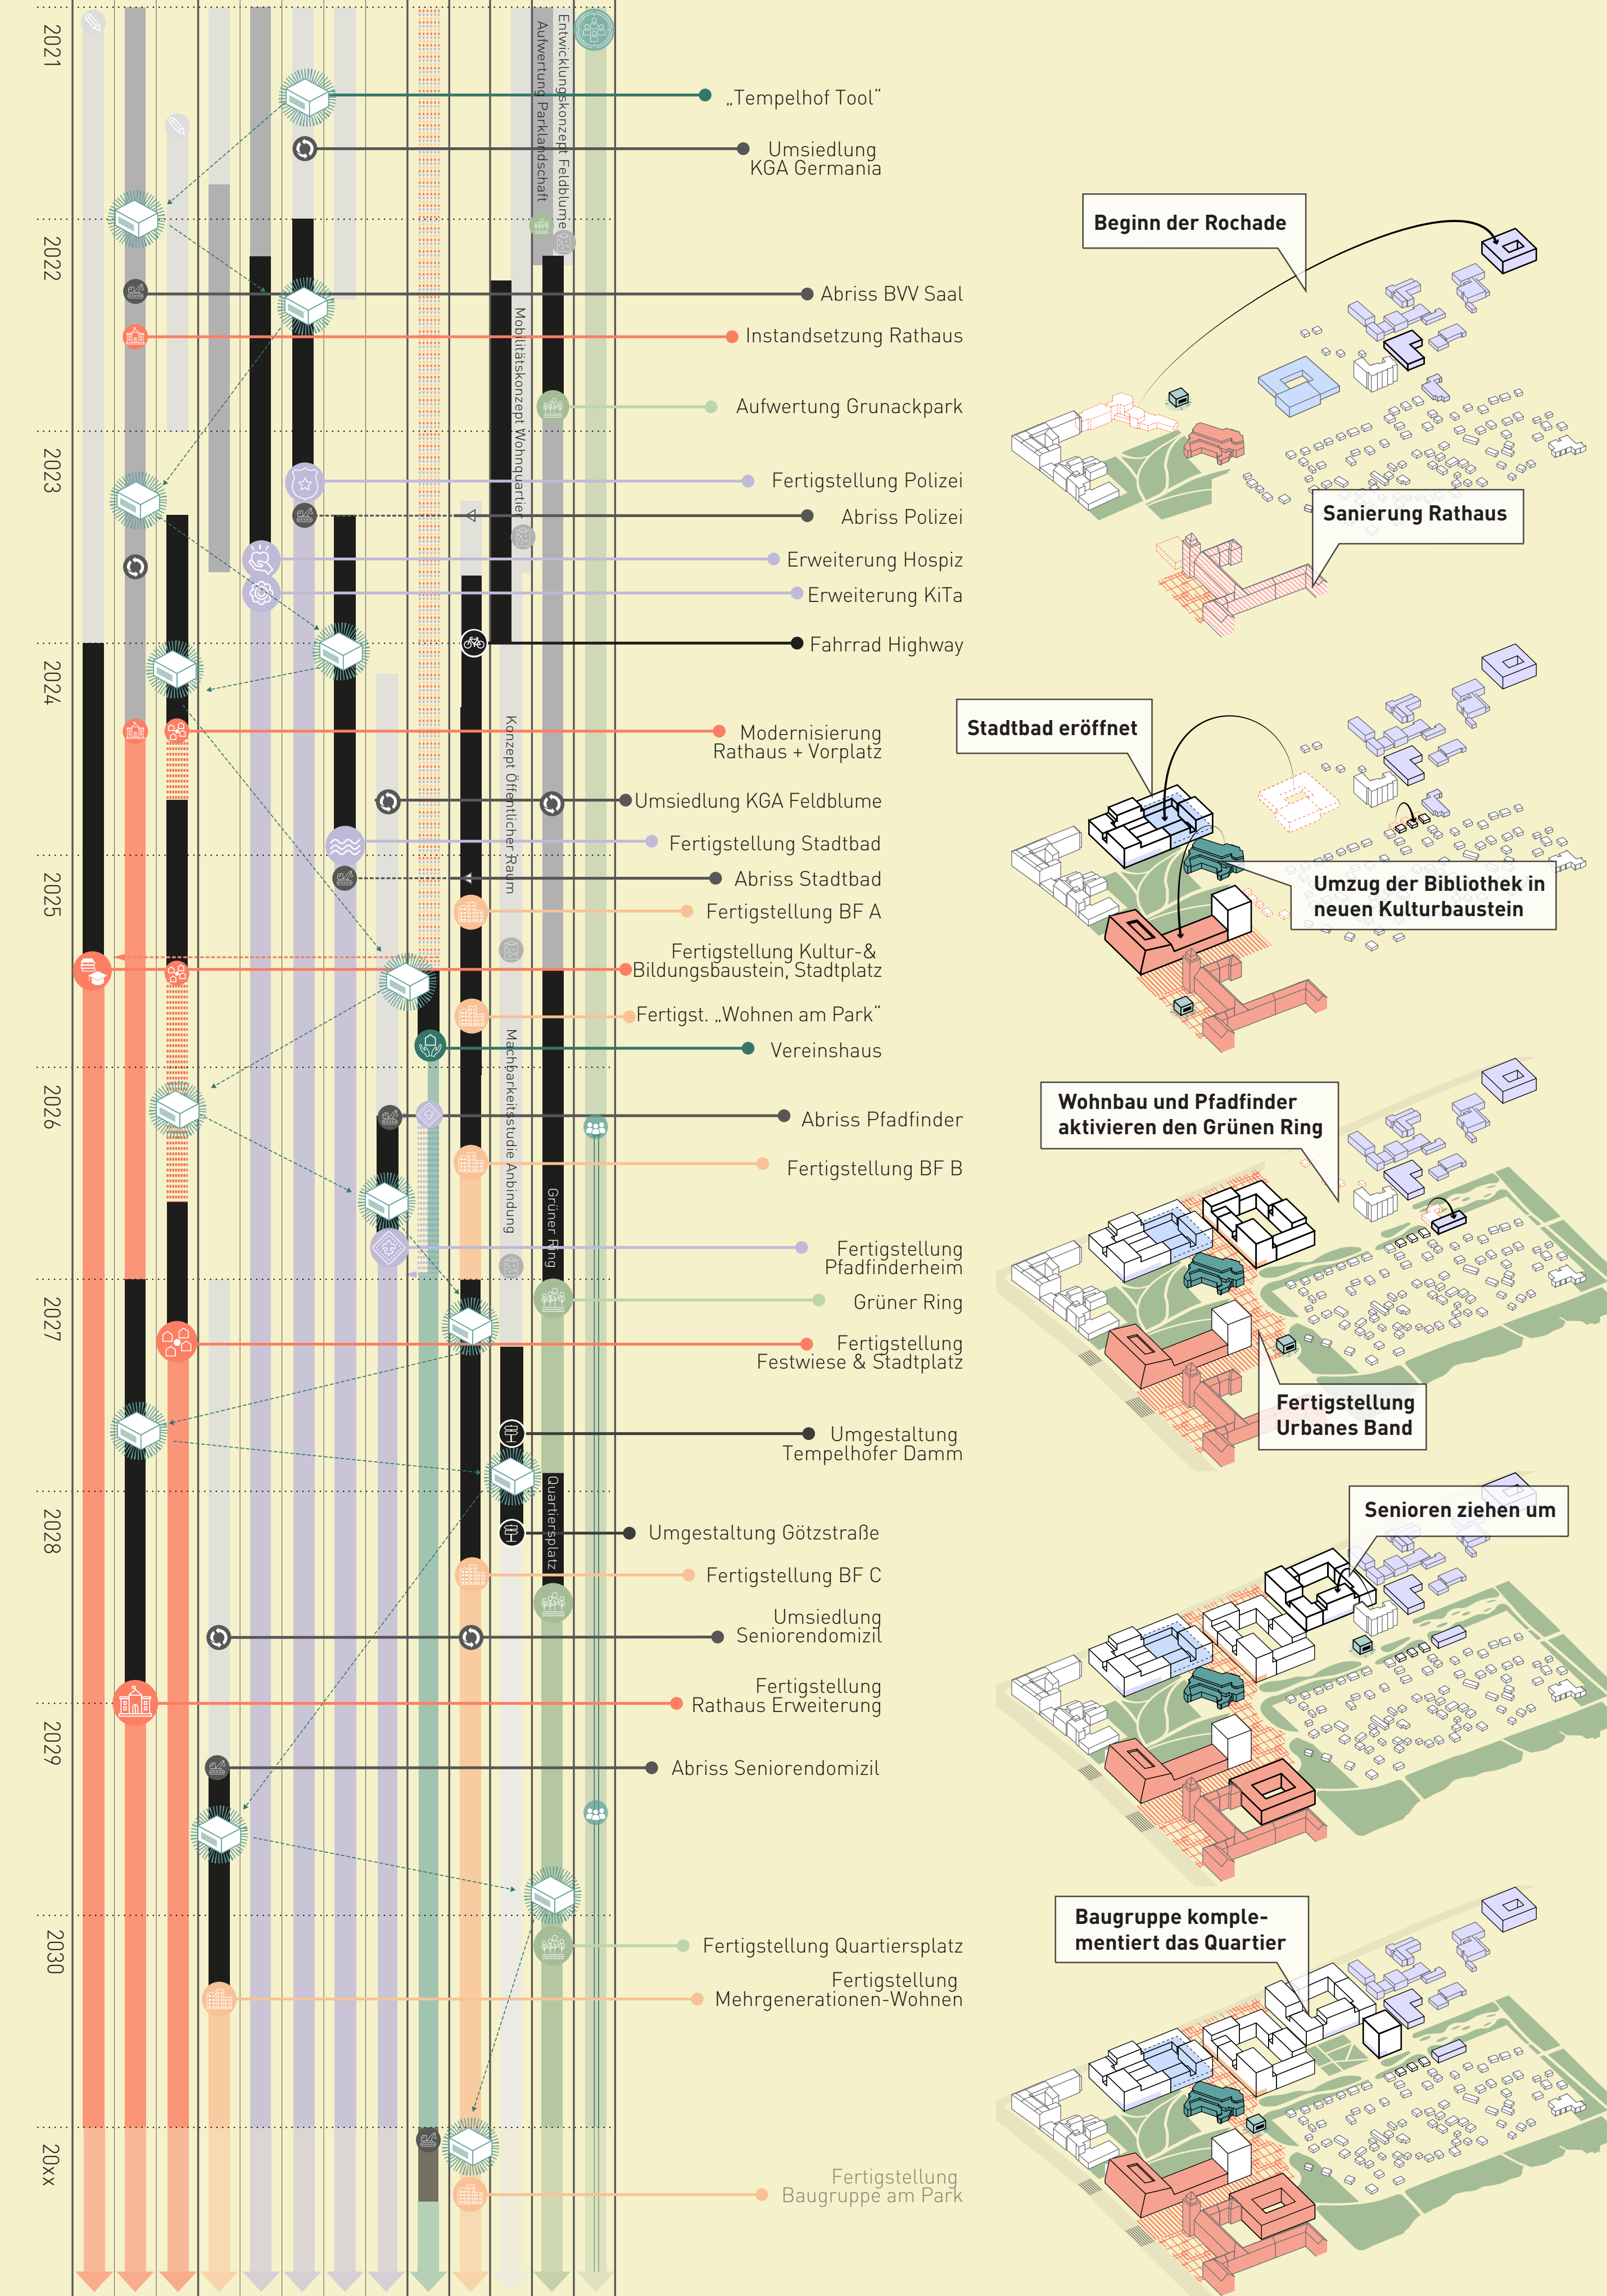 2021
2022
2023
2024
2025
2026
2027
2028
2029
2030
20xx
Aufwertung Parklandschaft
Entwicklungskonzept Feldblume
Mobilitätskonzept Wohnquartier
Konzept Öffentlicher Raum
Machbarkeitsstudie Anbindung
Grüner Ring
Quartiersplatz
„Tempelhof Tool“
Umsiedlung
KGA Germania
Abriss BVV Saal
Instandsetzung Rathaus
Aufwertung Grunackpark
Fertigstellung Polizei
Abriss Polizei
Erweiterung Hospiz
Erweiterung KiTa
Fahrrad Highway
Modernisierung
Rathaus + Vorplatz
Umsiedlung KGA Feldblume
Fertigstellung Stadtbad
Abriss Stadtbad
Fertigstellung BF A
Fertigstellung Kultur-&
Bildungsbaustein, Stadtplatz
Fertigst. „Wohnen am Park“
Vereinshaus
Abriss Pfadfinder
Fertigstellung BF B
Fertigstellung
Pfadfinderheim
Grüner Ring
Fertigstellung
Festwiese & Stadtplatz
Umgestaltung
Tempelhofer Damm
Umgestaltung Götzstraße
Fertigstellung BF C
Umsiedlung
Seniorendomizil
Fertigstellung
Rathaus Erweiterung
Abriss Seniorendomizil
Fertigstellung Quartiersplatz
Fertigstellung
Mehrgenerationen-Wohnen
Fertigstellung
Baugruppe am Park
Beginn der Rochade
Sanierung Rathaus
Stadtbad eröffnet
Umzug der Bibliothek in
neuen Kulturbaustein
Wohnbau und Pfadfinder
aktivieren den Grünen Ring
Fertigstellung
Urbanes Band
Senioren ziehen um
Baugruppe komple-
mentiert das Quartier